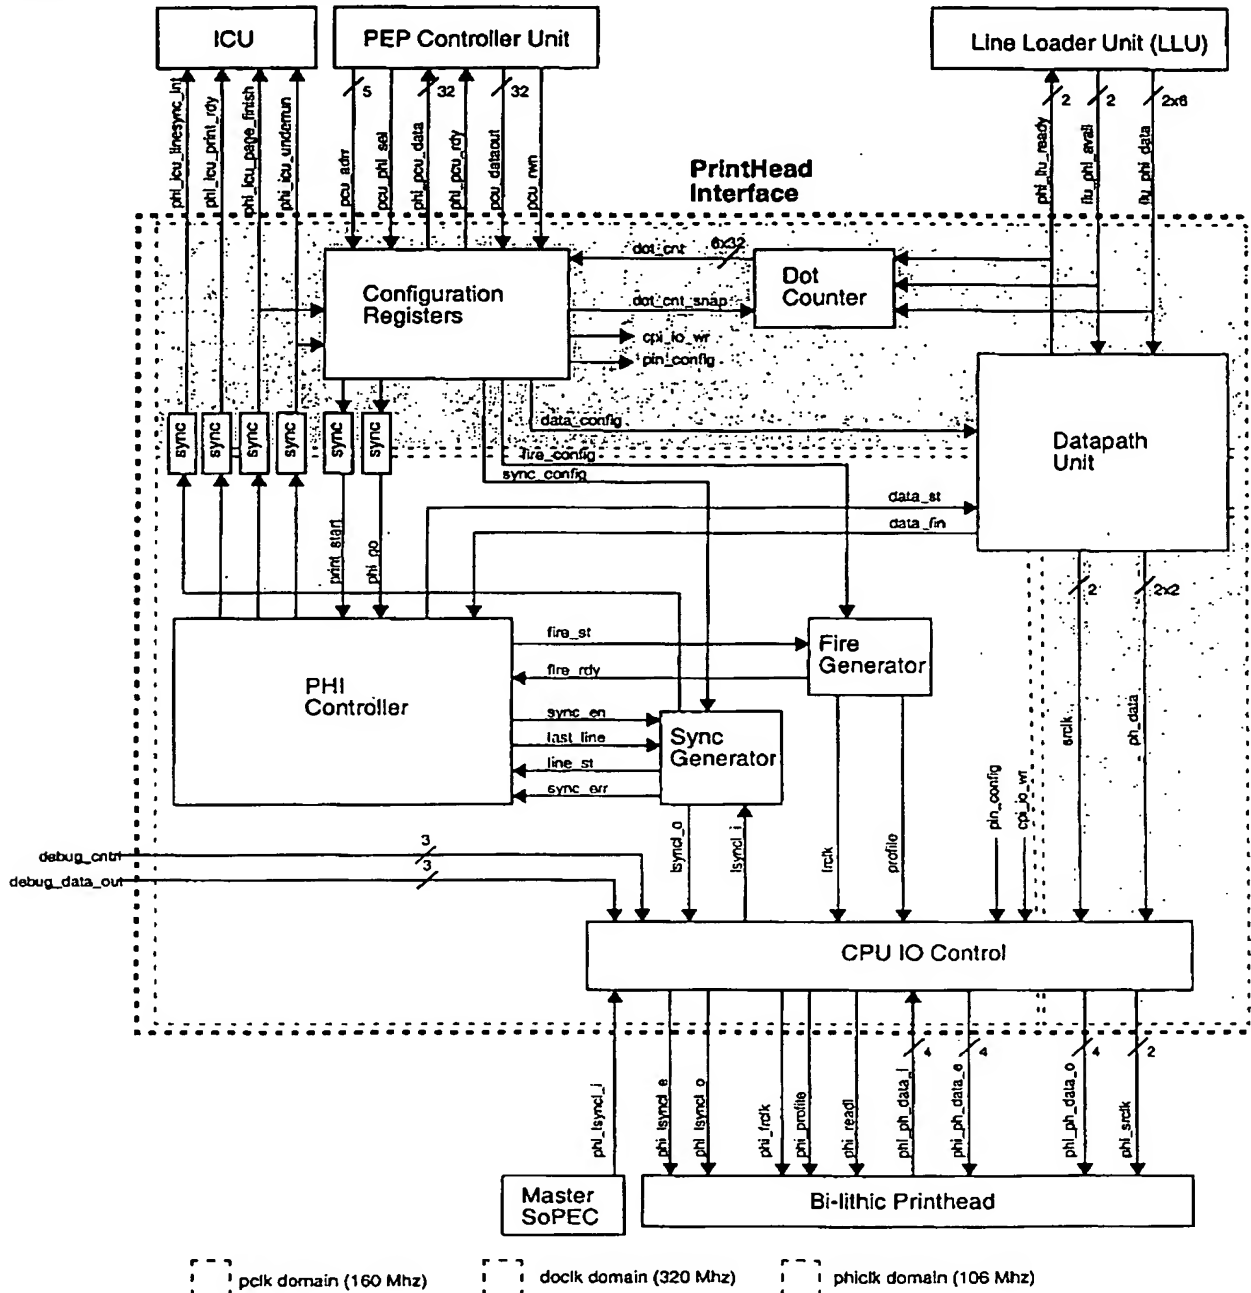 ICU
PEP Controller Unit
Line Loader Unit (LLU)
phi_icu_linesync_int
phi_icu_print_rdy
phi_icu_page_finish
phi_icu_underrun
5
32
32
pcu_adrr
pcu_phi_sel
phi_pcu_data
phi_pcu_rdy
pcu_dataout
pcu_rwn
2
2
2x6
phi_llu_ready
llu_phi_avail
llu_phi_data
PrintHead
Interface
Configuration
Registers
dot_cnt
6x32
dot_cnt_snap
cpi_io_wr
pin_config
Dot
Counter
sync
sync
sync
sync
sync
sync
data_config
fire_config
sync_config
Datapath
Unit
data_st
data_fin
print_start
phi_go
2
2x2
srclk
ph_data
PHI
Controller
fire_st
fire_rdy
Fire
Generator
sync_en
last_line
line_st
sync_err
Sync
Generator
lsyncl_o
lsyncl_i
frclk
profile
pin_config
cpi_io_wr
debug_cntrl
3
debug_data_out
3
CPU IO Control
phi_lsyncl_i
phi_lsyncl_e
phi_lsyncl_o
phi_frclk
phi_profile
phi_readl
phi_ph_data_i
4
phi_ph_data_e
4
phi_ph_data_o
4
phi_srclk
2
Master
SoPEC
Bi-lithic Printhead
pclk domain (160 Mhz)
doclk domain (320 Mhz)
phiclk domain (106 Mhz)